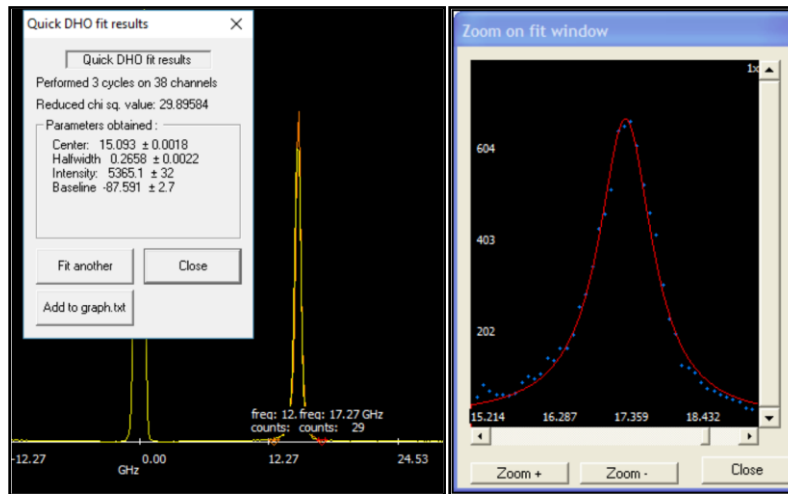 Quick DHO fit results
Quick DHO fit results
Performed 3 cycles on 38 channels
Reduced chi sq. value: 29.89584
Parameters obtained :
Center: 15.093 ± 0.0018
Halfwidth 0.2658 ± 0.0022
Intensity: 5365.1 ± 32
Baseline -87.591 ± 2.7
Fit another
Close
Add to graph.txt
freq: 12. freq: 17.27 GHz
counts: counts: 29
-12.27
0.00
12.27
24.53
GHz
Zoom on fit window
1x
604
403
202
15.214
16.287
17.359
18.432
Zoom +
Zoom -
Close